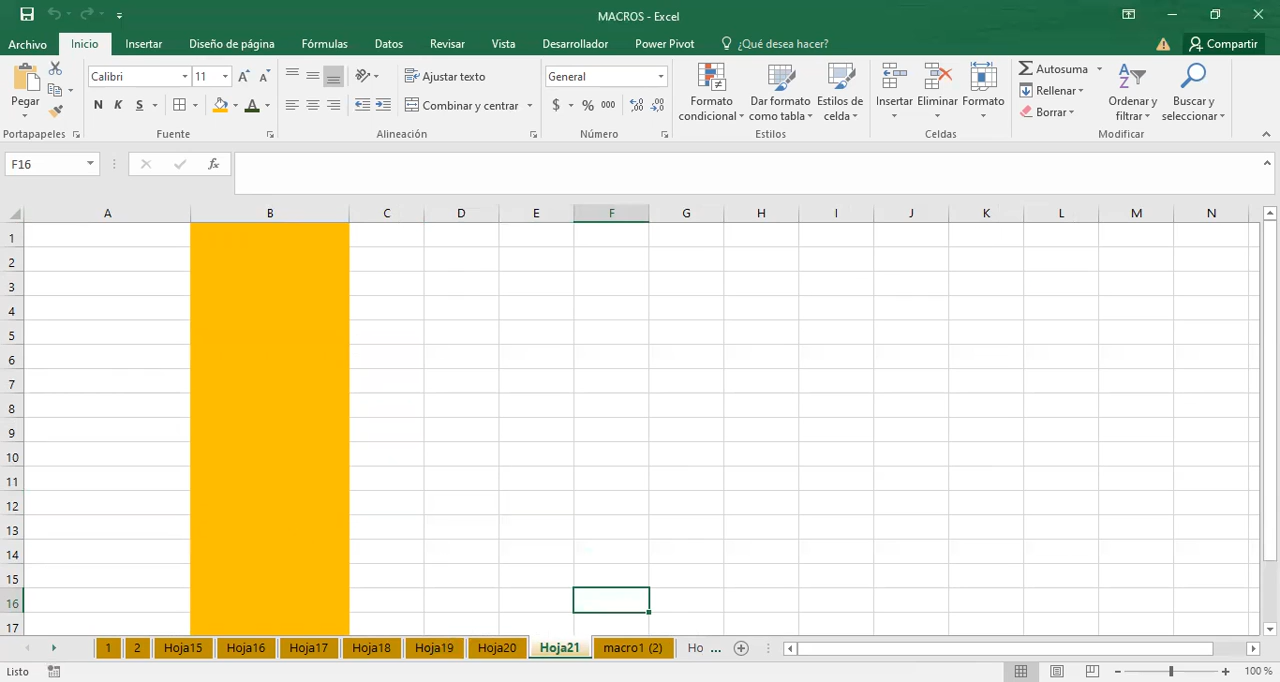 MACROS - Excel
Archivo Inicio Insertar Diseño de página Fórmulas Datos Revisar Vista Desarrollador Power Pivot ¿Qué desea hacer? Compartir
Pegar
Portapapeles
Calibri 11
N K S
Fuente
Ajustar texto
Combinar y centrar
Alineación
General
$ % 000
Número
Formato condicional
Dar formato como tabla
Estilos de celda
Estilos
Insertar Eliminar Formato
Celdas
Autosuma
Rellenar
Borrar
Ordenar y filtrar
Buscar y seleccionar
Modificar
F16 fx
A B C D E F G H I J K L M N
1
2
3
4
5
6
7
8
9
10
11
12
13
14
15
16
17
1 2 Hoja15 Hoja16 Hoja17 Hoja18 Hoja19 Hoja20 Hoja21 macro1 (2) Ho ...
Listo 100 %